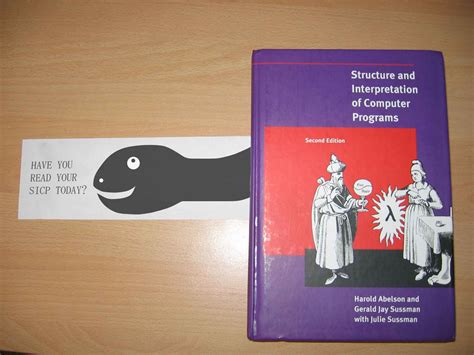 HAVE YOU
READ YOUR
SICP TODAY?
Structure and
Interpretation
of Computer
Programs
Second Edition
λ
Harold Abelson and
Gerald Jay Sussman
with Julie Sussman